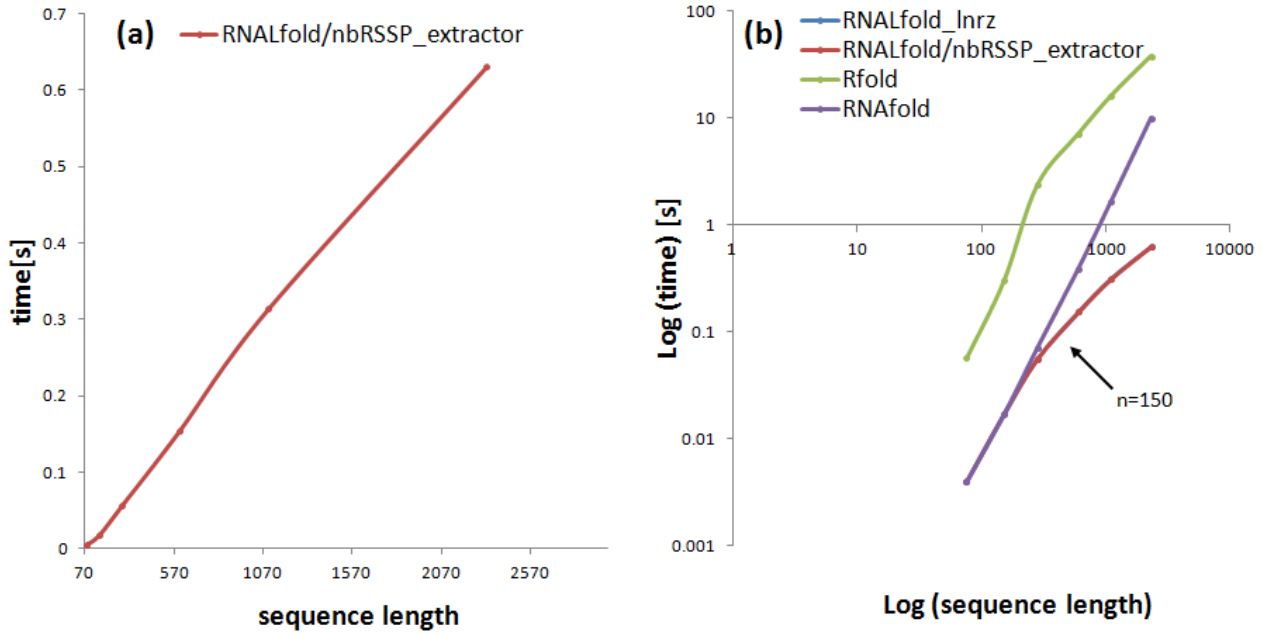 (a)
RNALfold/nbRSSP_extractor
0.7
0.6
0.5
0.4
0.3
0.2
0.1
0
time[s]
70 570 1070 1570 2070 2570
sequence length
(b)
RNALfold_lnrz
RNALfold/nbRSSP_extractor
Rfold
RNAfold
100
10
1
0.1
0.01
0.001
Log (time) [s]
1 10 100 1000 10000
n=150
Log (sequence length)